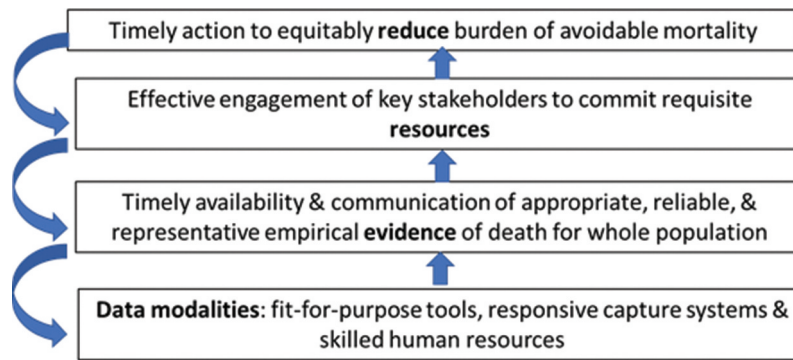 Timely action to equitably reduce burden of avoidable mortality
Effective engagement of key stakeholders to commit requisite
resources
Timely availability & communication of appropriate, reliable, &
representative empirical evidence of death for whole population
Data modalities: fit-for-purpose tools, responsive capture systems &
skilled human resources